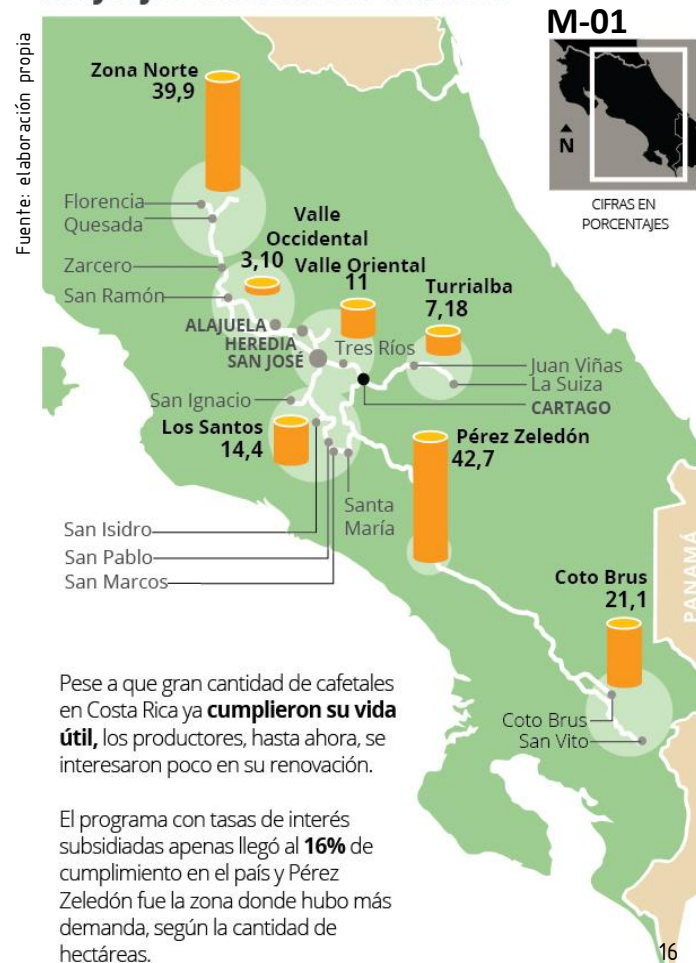 M-01
Fuente: elaboración propia
N
CIFRAS EN
PORCENTAJES
Zona Norte
39,9
Florencia
Quesada
Zarcero
San Ramón
Valle
Occidental
3,10
Valle Oriental
11
Turrialba
7,18
ALAJUELA
HEREDIA
SAN JOSÉ
Tres Ríos
Juan Viñas
La Suiza
CARTAGO
San Ignacio
Los Santos
14,4
Pérez Zeledón
42,7
Santa
María
San Isidro
San Pablo
San Marcos
PANAMÁ
Coto Brus
21,1
Coto Brus
San Vito
Pese a que gran cantidad de cafetales
en Costa Rica ya cumplieron su vida
útil, los productores, hasta ahora, se
interesaron poco en su renovación.
El programa con tasas de interés
subsidiadas apenas llegó al 16% de
cumplimiento en el país y Pérez
Zeledón fue la zona donde hubo más
demanda, según la cantidad de
hectáreas.
16